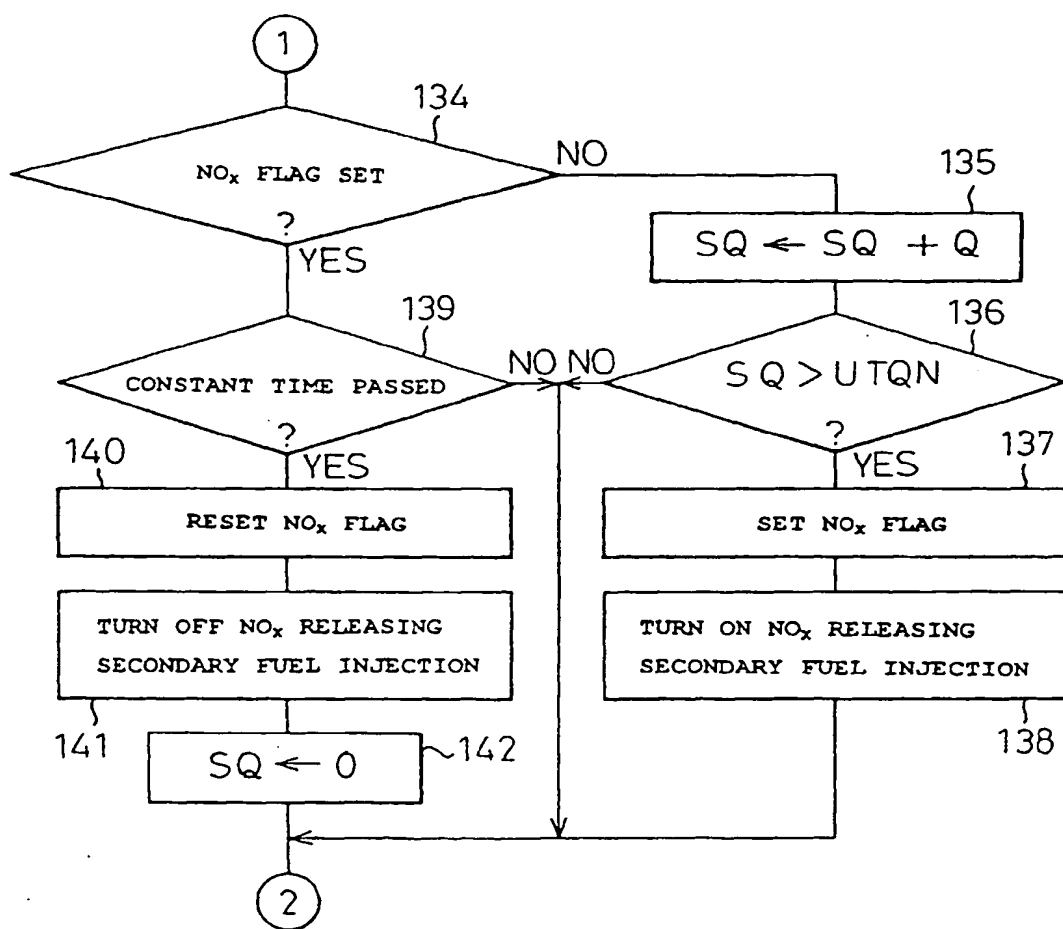 1
134
NOx FLAG SET
?
NO
YES
135
SQ ← SQ + Q
139
CONSTANT TIME PASSED
?
NO
YES
136
SQ > UTQN
?
NO
YES
140
RESET NOx FLAG
137
SET NOx FLAG
TURN OFF NOx RELEASING
SECONDARY FUEL INJECTION
141
TURN ON NOx RELEASING
SECONDARY FUEL INJECTION
138
SQ ← 0
142
2